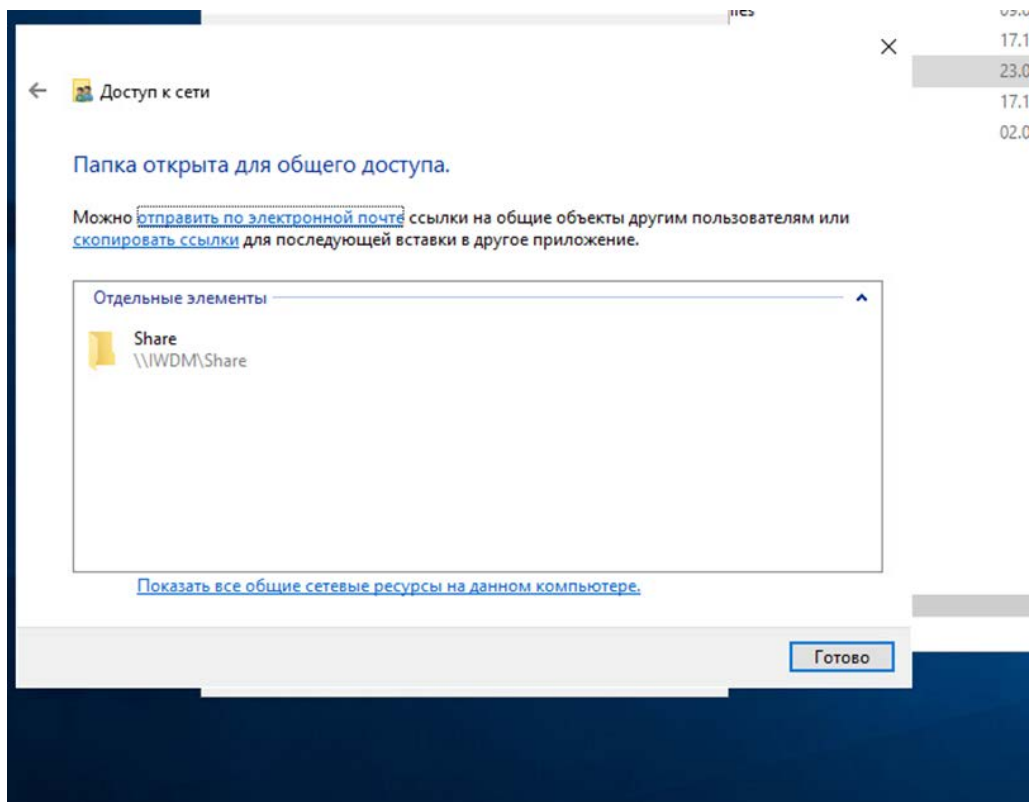 Доступ к сети
Папка открыта для общего доступа.
Можно отправить по электронной почте ссылки на общие объекты другим пользователям или
скопировать ссылки для последующей вставки в другое приложение.
Отдельные элементы
Share
\\IWDM\Share
Показать все общие сетевые ресурсы на данном компьютере.
Готово
17.1
23.0
17.1
02.0